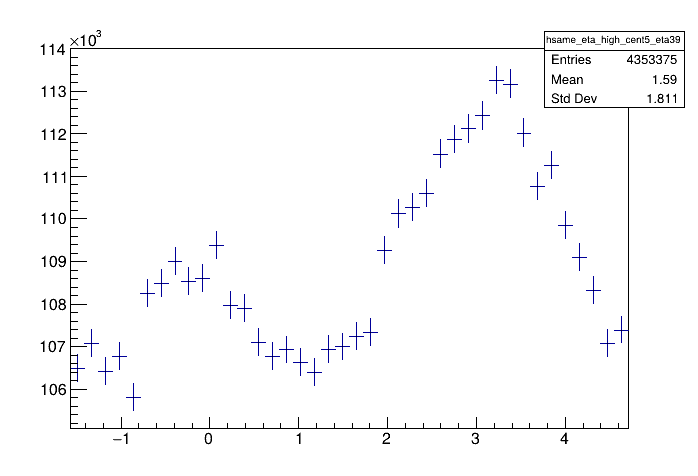 ×10³
hsame_eta_high_cent5_eta39
Entries 4353375
Mean 1.59
Std Dev 1.811
114
113
112
111
110
109
108
107
106
−1 0 1 2 3 4